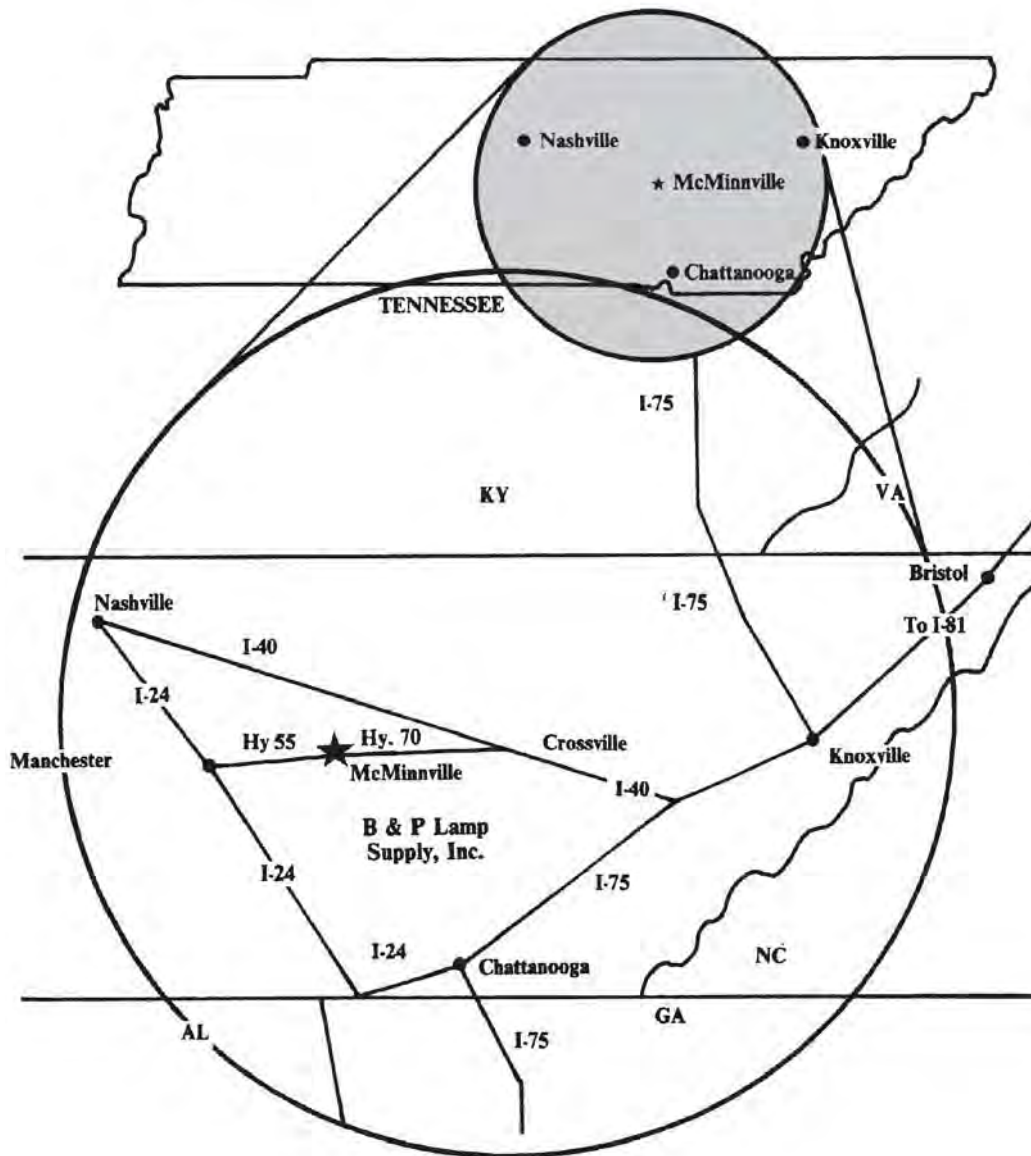 Nashville
Knoxville
McMinnville
Chattanooga
TENNESSEE
I-75
KY
VA
Bristol
Nashville
I-75
To I-81
I-40
I-24
Hy 55
Hy. 70
Crossville
Manchester
McMinnville
Knoxville
I-40
B & P Lamp
Supply, Inc.
I-24
I-75
I-24
Chattanooga
NC
GA
AL
I-75